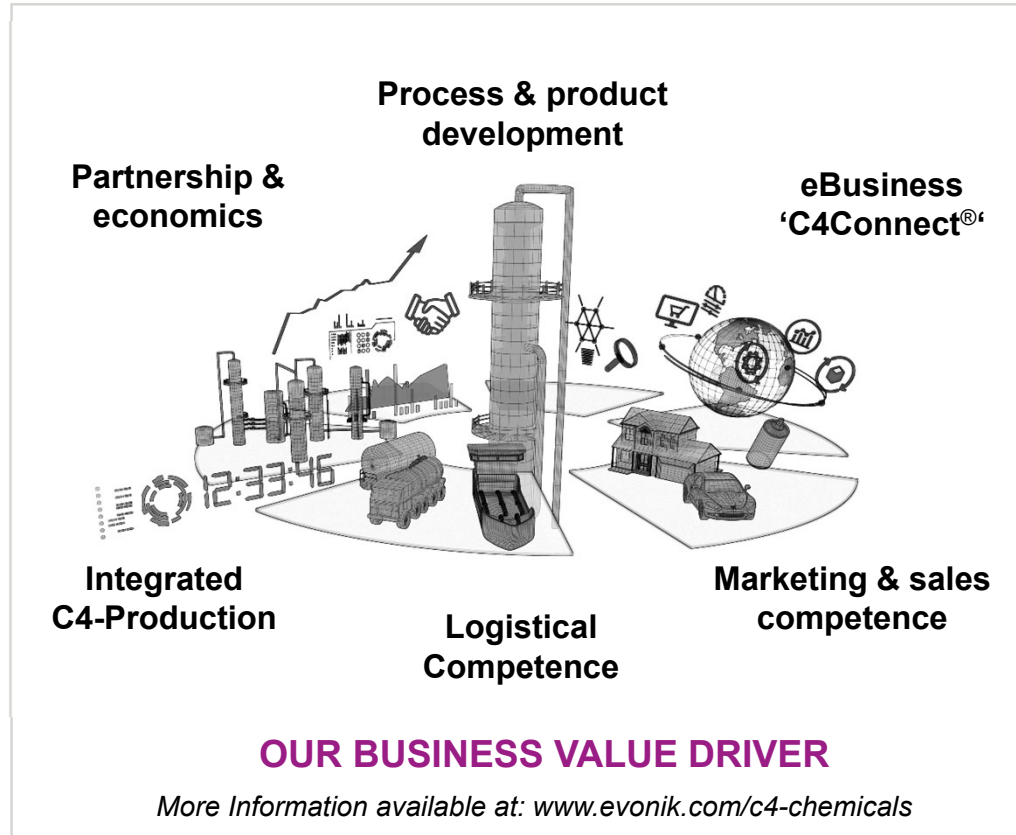 Process & product
development
Partnership &
economics
eBusiness
‘C4Connect®‘
12:33:46
Integrated
C4-Production
Logistical
Competence
Marketing & sales
competence
OUR BUSINESS VALUE DRIVER
More Information available at: www.evonik.com/c4-chemicals